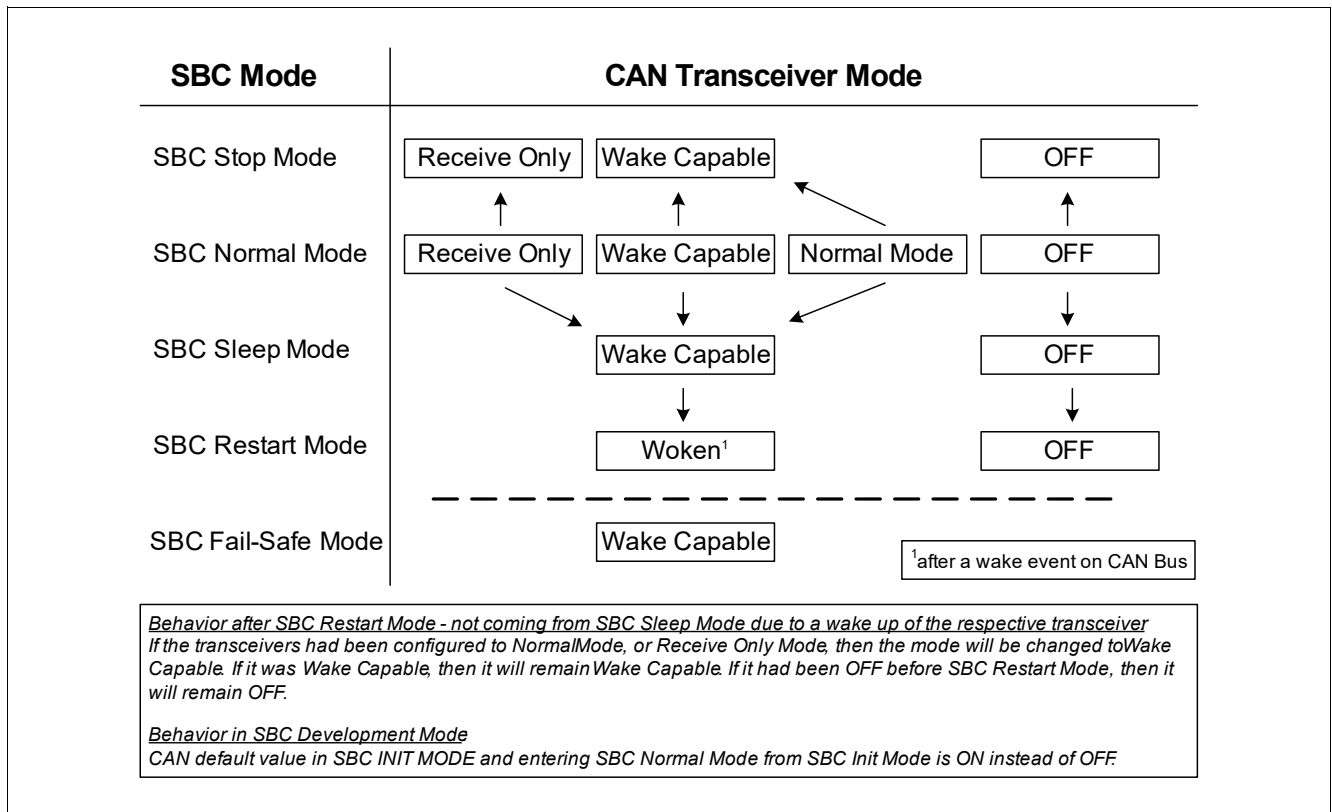 SBC Mode CAN Transceiver Mode
SBC Stop Mode Receive Only Wake Capable OFF
SBC Normal Mode Receive Only Wake Capable Normal Mode OFF
SBC Sleep Mode Wake Capable OFF
SBC Restart Mode Woken¹ OFF
SBC Fail-Safe Mode Wake Capable
¹after a wake event on CAN Bus
Behavior after SBC Restart Mode - not coming from SBC Sleep Mode due to a wake up of the respective transceiver
If the transceivers had been configured to NormalMode, or Receive Only Mode, then the mode will be changed toWake
Capable. If it was Wake Capable, then it will remainWake Capable. If it had been OFF before SBC Restart Mode, then it
will remain OFF.
Behavior in SBC Development Mode
CAN default value in SBC INIT MODE and entering SBC Normal Mode from SBC Init Mode is ON instead of OFF.